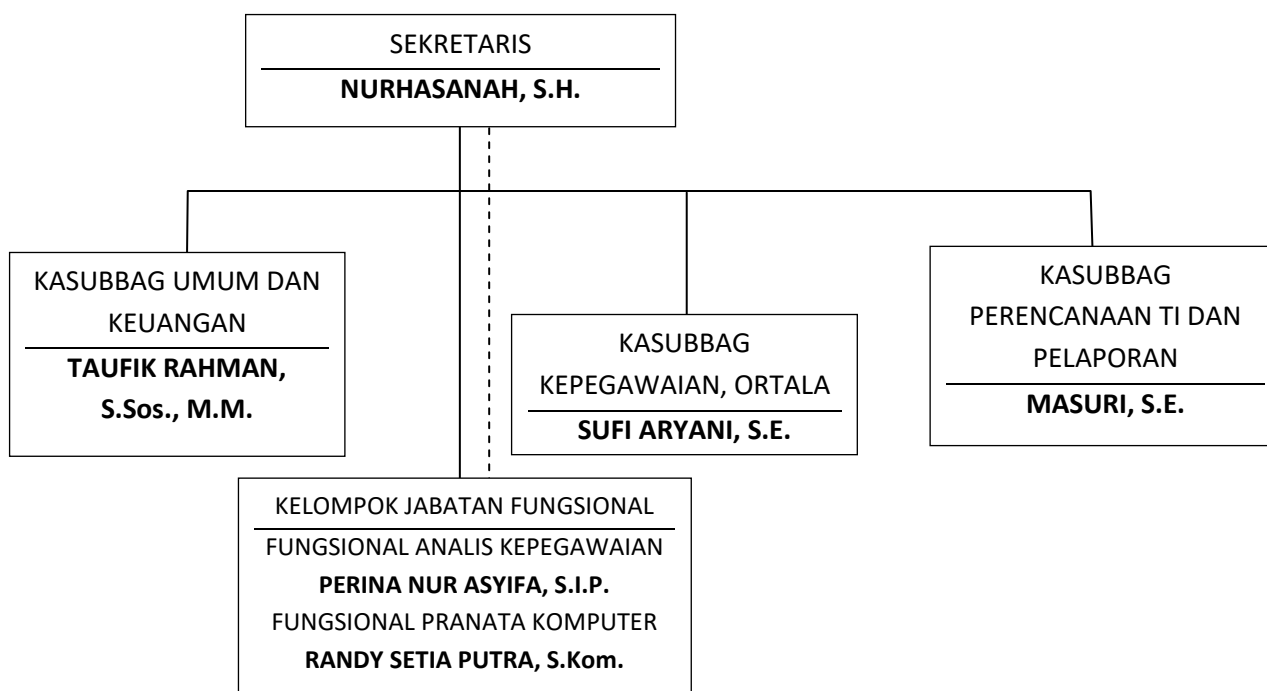 SEKRETARIS
NURHASANAH, S.H.
KASUBBAG UMUM DAN
KEUANGAN
TAUFIK RAHMAN,
S.Sos., M.M.
KASUBBAG
KEPEGAWAIAN, ORTALA
SUFI ARYANI, S.E.
KASUBBAG
PERENCANAAN TI DAN
PELAPORAN
MASURI, S.E.
KELOMPOK JABATAN FUNGSIONAL
FUNGSIONAL ANALIS KEPEGAWAIAN
PERINA NUR ASYIFA, S.I.P.
FUNGSIONAL PRANATA KOMPUTER
RANDY SETIA PUTRA, S.Kom.